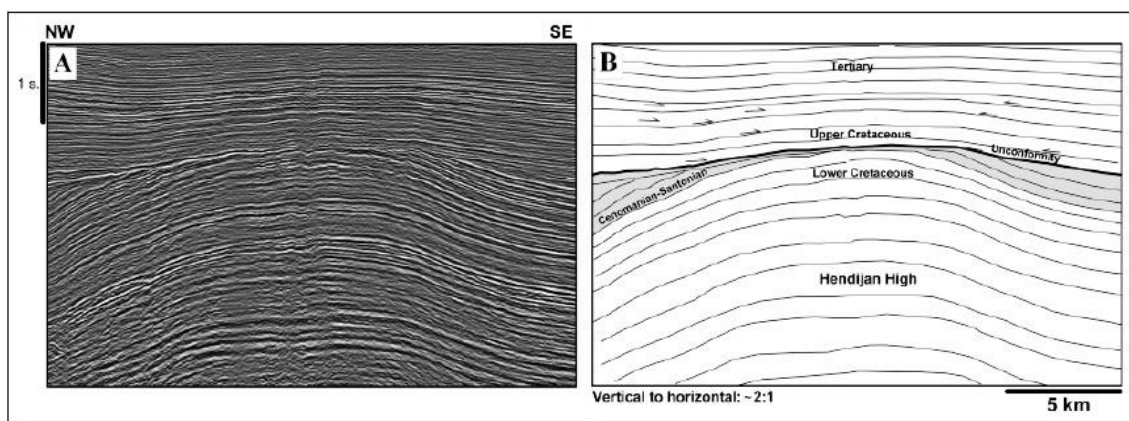 NW
SE
A
1 s.
B
Tertiary
Upper Cretaceous
Unconformity
Cenomanian-Santonian
Lower Cretaceous
Hendijan High
Vertical to horizontal: ~2:1
5 km